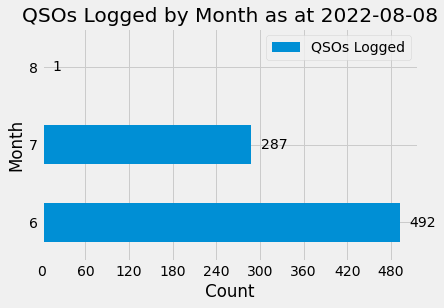 QSOs Logged by Month as at 2022-08-08
QSOs Logged
8 1
Month
7 287
6 492
0 60 120 180 240 300 360 420 480
Count